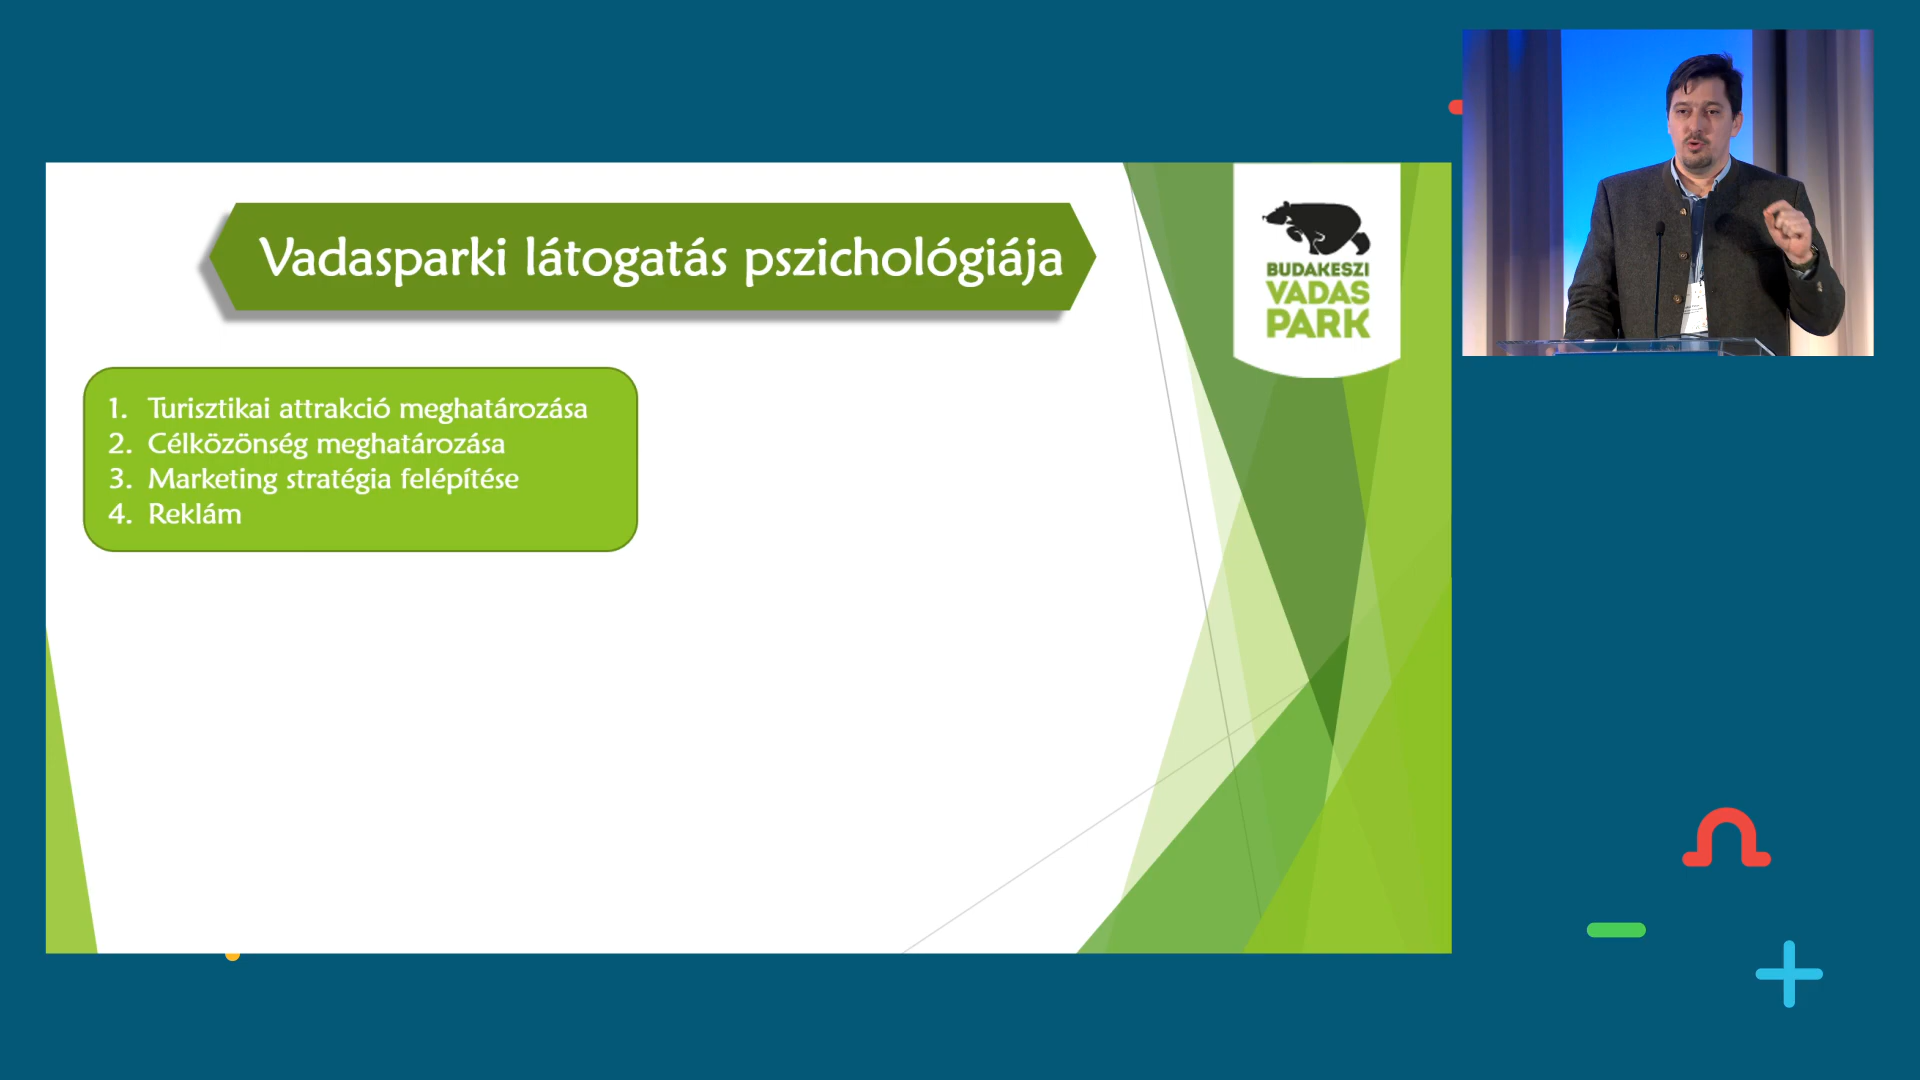 Vadasparki látogatás pszichológiája
BUDAKESZI
VADAS
PARK
1. Turisztikai attrakció meghatározása
2. Célközönség meghatározása
3. Marketing stratégia felépítése
4. Reklám